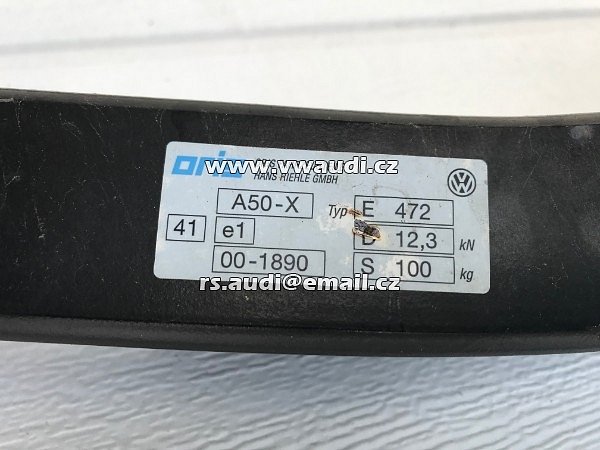 oris
www.vwaudi.cz
HANS RIEHLE GMBH
A50-X Typ E 472
41 e1 D 12,3 kN
00-1890 S 100 kg
rs.audi@email.cz